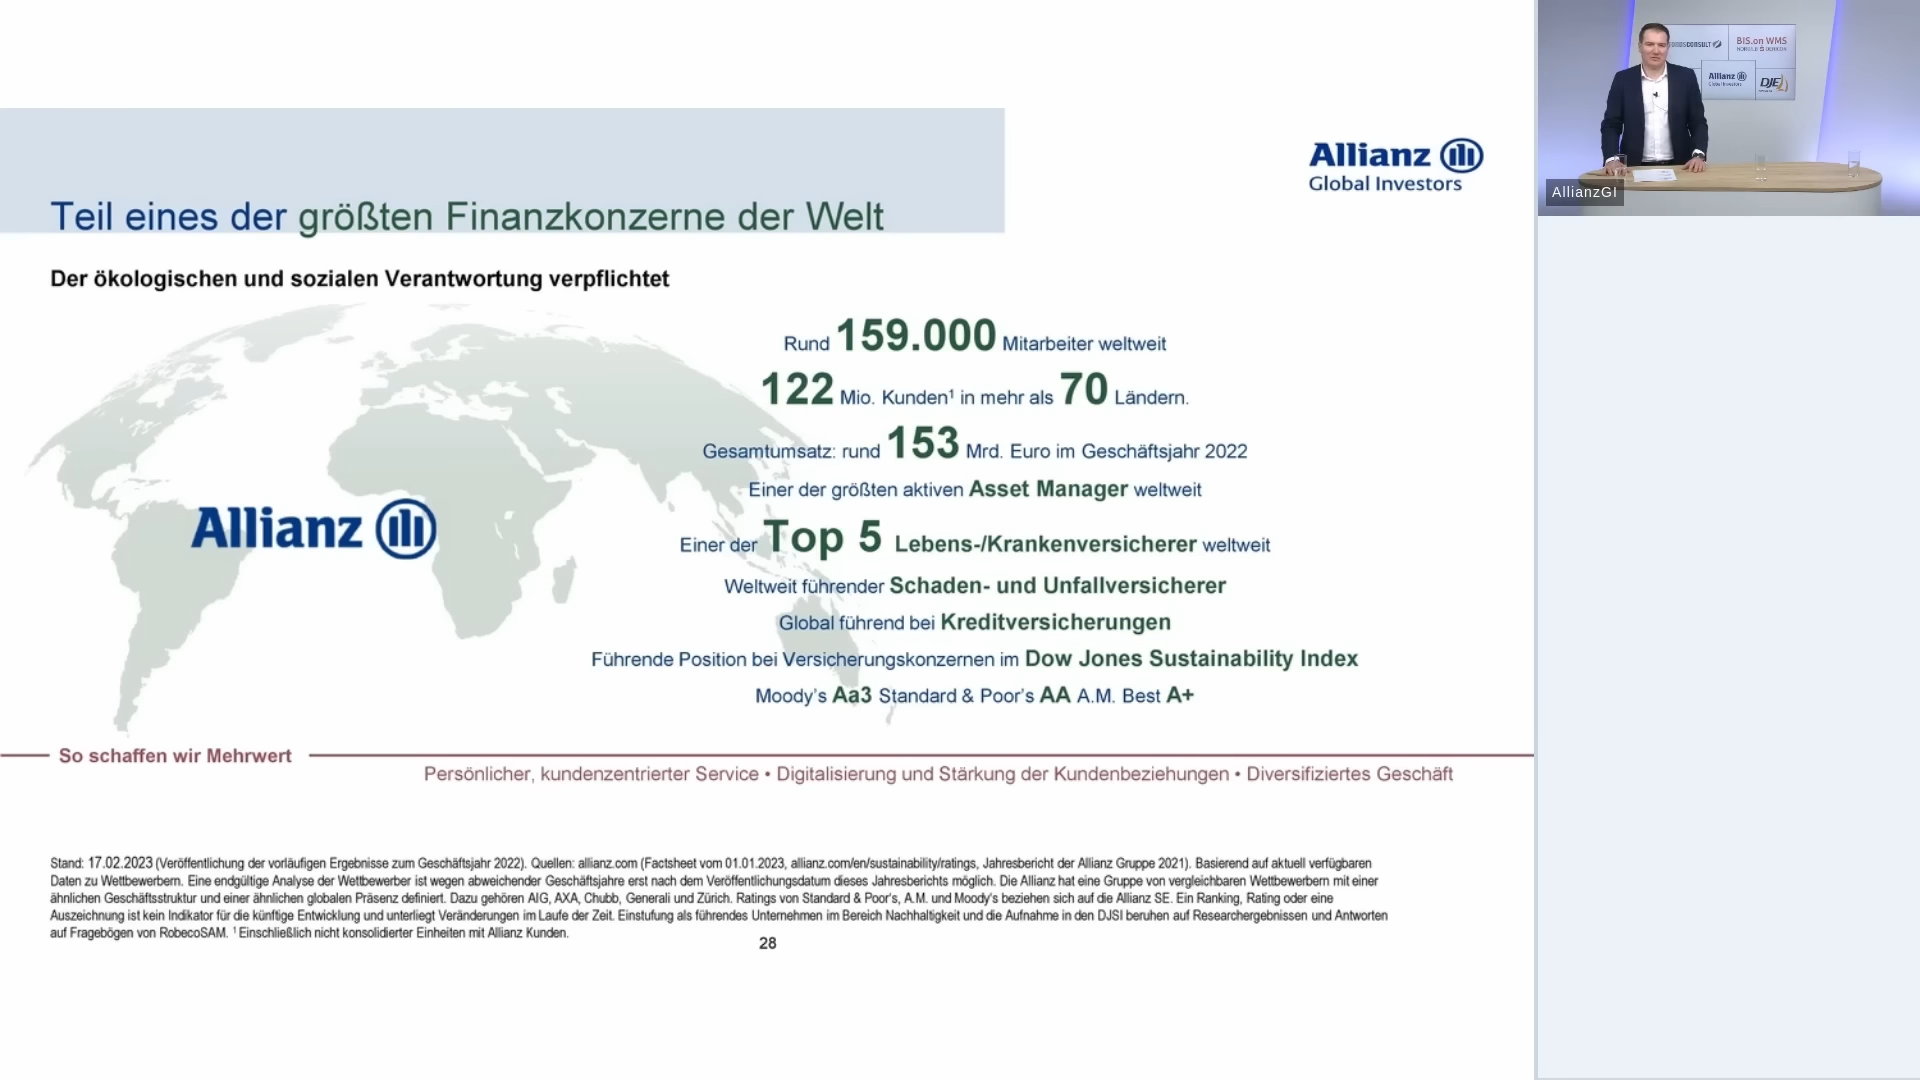 Teil eines der größten Finanzkonzerne der Welt
Allianz
Global Investors
Der ökologischen und sozialen Verantwortung verpflichtet
Rund 159.000 Mitarbeiter weltweit
122 Mio. Kunden¹ in mehr als 70 Ländern.
Gesamtumsatz: rund 153 Mrd. Euro im Geschäftsjahr 2022
Einer der größten aktiven Asset Manager weltweit
Einer der Top 5 Lebens-/Krankenversicherer weltweit
Weltweit führender Schaden- und Unfallversicherer
Global führend bei Kreditversicherungen
Führende Position bei Versicherungskonzernen im Dow Jones Sustainability Index
Moody's Aa3 Standard & Poor's AA A.M. Best A+
Allianz
So schaffen wir Mehrwert
Persönlicher, kundenzentrierter Service • Digitalisierung und Stärkung der Kundenbeziehungen • Diversifiziertes Geschäft
Stand: 17.02.2023 (Veröffentlichung der vorläufigen Ergebnisse zum Geschäftsjahr 2022). Quellen: allianz.com (Factsheet vom 01.01.2023, allianz.com/en/sustainability/ratings, Jahresbericht der Allianz Gruppe 2021). Basierend auf aktuell verfügbaren
Daten zu Wettbewerbern. Eine endgültige Analyse der Wettbewerber ist wegen abweichender Geschäftsjahre erst nach dem Veröffentlichungsdatum dieses Jahresberichts möglich. Die Allianz hat eine Gruppe von vergleichbaren Wettbewerbern mit einer
ähnlichen Geschäftsstruktur und einer ähnlichen globalen Präsenz definiert. Dazu gehören AIG, AXA, Chubb, Generali und Zürich. Ratings von Standard & Poor's, A.M. und Moody's beziehen sich auf die Allianz SE. Ein Ranking, Rating oder eine
Auszeichnung ist kein Indikator für die künftige Entwicklung und unterliegt Veränderungen im Laufe der Zeit. Einstufung als führendes Unternehmen im Bereich Nachhaltigkeit und die Aufnahme in den DJSI beruhen auf Researchergebnissen und Antworten
auf Fragebögen von RobecoSAM. ¹ Einschließlich nicht konsolidierter Einheiten mit Allianz Kunden.
28
BIS.on WMS
Allianz
Global Investors
DJE
AllianzGI